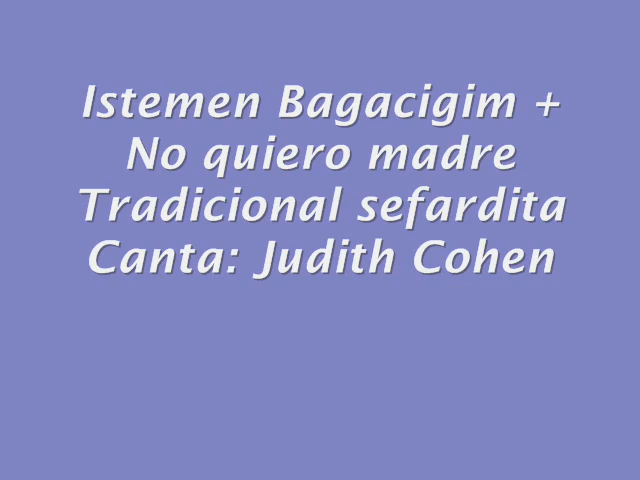 Istemen Bagacigim +
No quiero madre
Tradicional sefardita
Canta: Judith Cohen